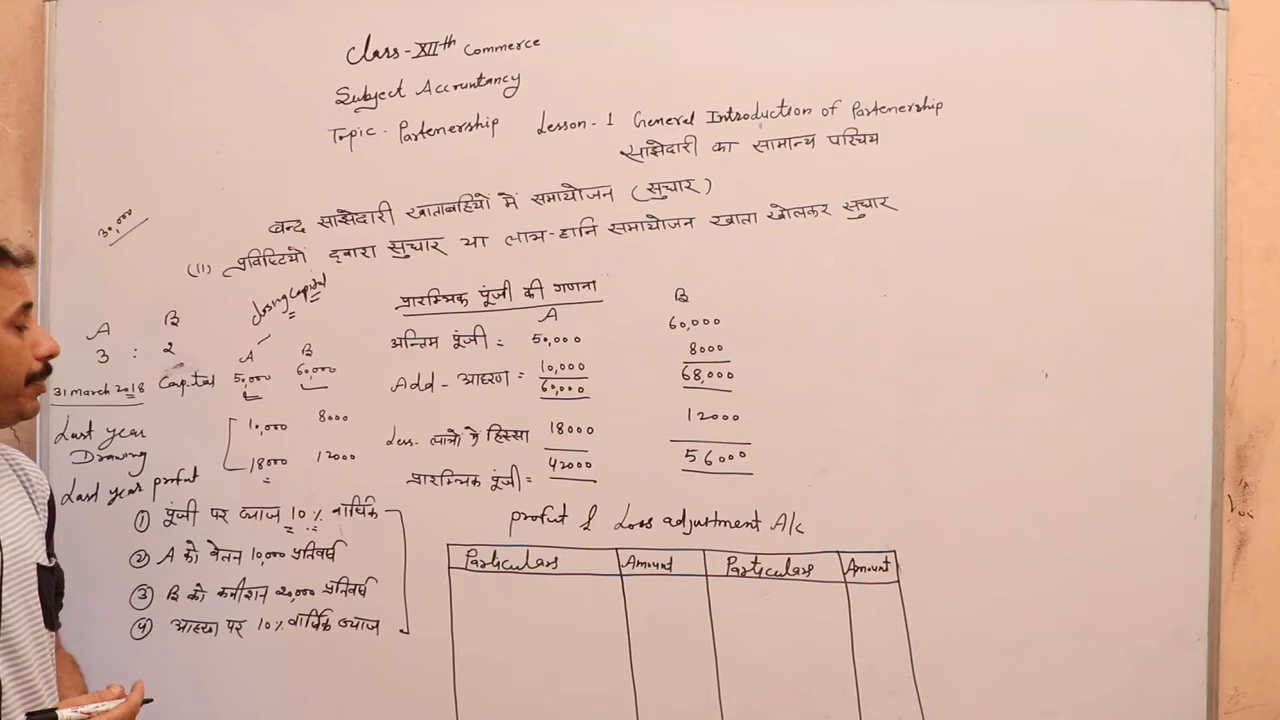 Class-XIIth Commerce
Subject Accountancy
Topic- Partenership Lesson-1 General Introduction of Partenership
साझेदारी का सामान्य परिचय
बन्द साझेदारी खाताबहियों में समायोजन (सुधार)
(11) प्रविष्टियों द्वारा सुधार या लाभ-हानि समायोजन खाता खोलकर सुधार
30,000
A B
3 : 2
closing capital
A B
31 march 2018 Capital 50,000 60,000
Last year Drawing 10,000 8000
Last year profit 18000 12000
① पूंजी पर ब्याज 10% वार्षिक
② A को वेतन 10,000 प्रतिवर्ष
③ B को कमीशन 20,000 प्रतिवर्ष
④ आहरण पर 10% वार्षिक ब्याज
प्रारम्भिक पूंजी की गणना
A B
अन्तिम पूंजी = 50,000 60,000
Add - आहरण = 10,000 8000
60,000 68,000
Less- लाभों में हिस्सा 18000 12000
प्रारम्भिक पूंजी = 42000 56000
profit & Loss adjustment A/c
Particulars Amount Particulars Amount